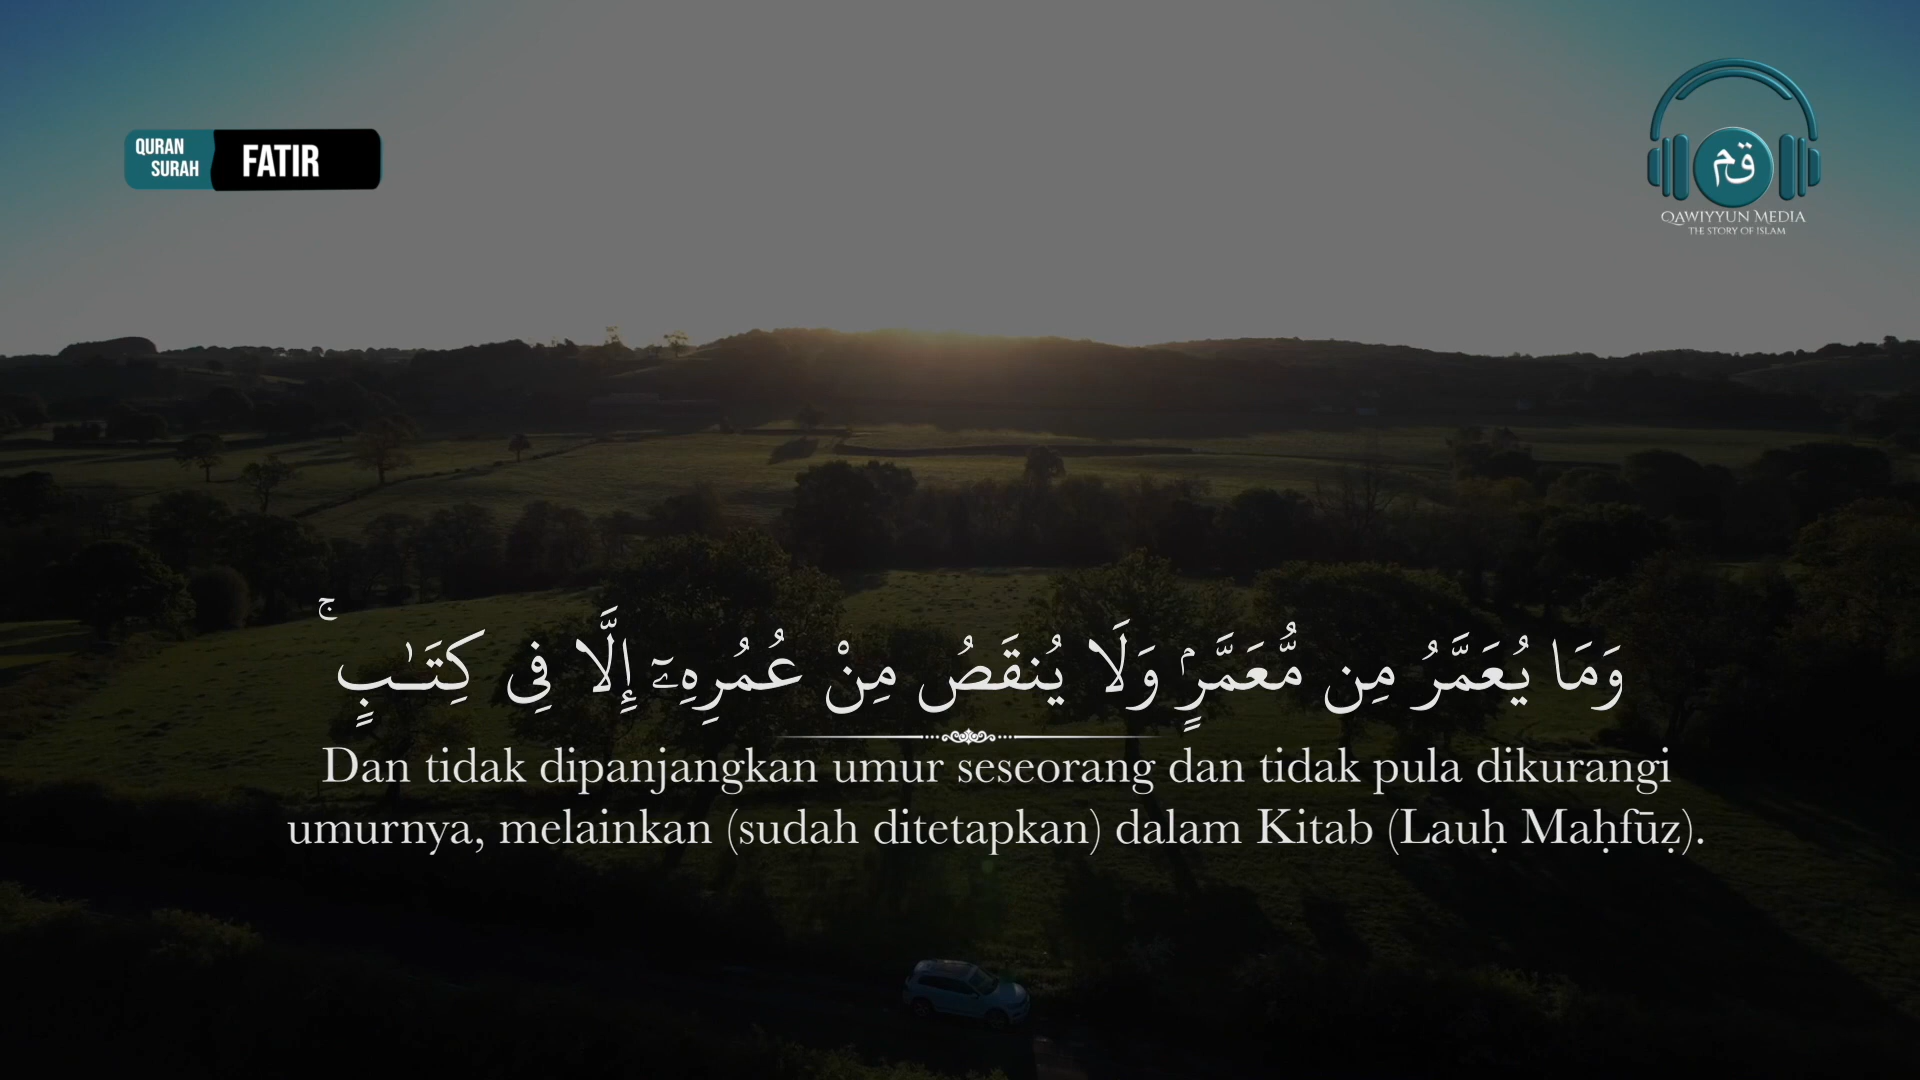 QURAN
SURAH
FATIR
قم
QAWIYYUN MEDIA
THE STORY OF ISLAM
وَمَا يُعَمَّرُ مِن مُّعَمَّرٍۢ وَلَا يُنقَصُ مِنْ عُمُرِهِۦٓ إِلَّا فِى كِتَـٰبٍ ۚ
Dan tidak dipanjangkan umur seseorang dan tidak pula dikurangi
umurnya, melainkan (sudah ditetapkan) dalam Kitab (Lauḥ Maḥfūẓ).